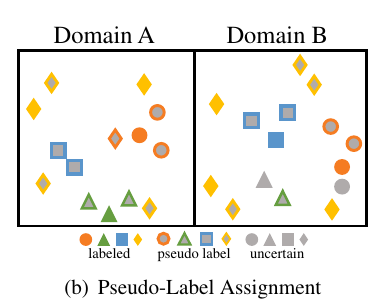 Domain A Domain B
labeled pseudo label uncertain
(b) Pseudo-Label Assignment